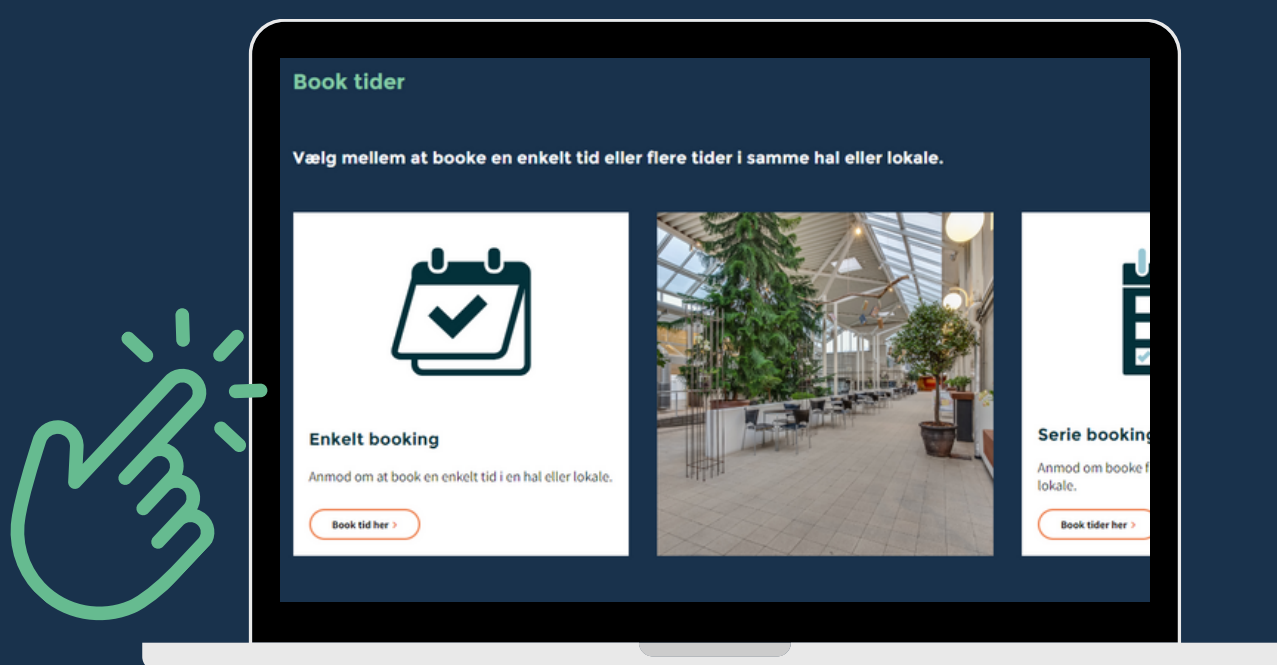 Book tider
Vælg mellem at booke en enkelt tid eller flere tider i samme hal eller lokale.
Enkelt booking
Anmod om at book en enkelt tid i en hal eller lokale.
Book tid her >
Serie booking
Anmod om booke f
lokale.
Book tider her >